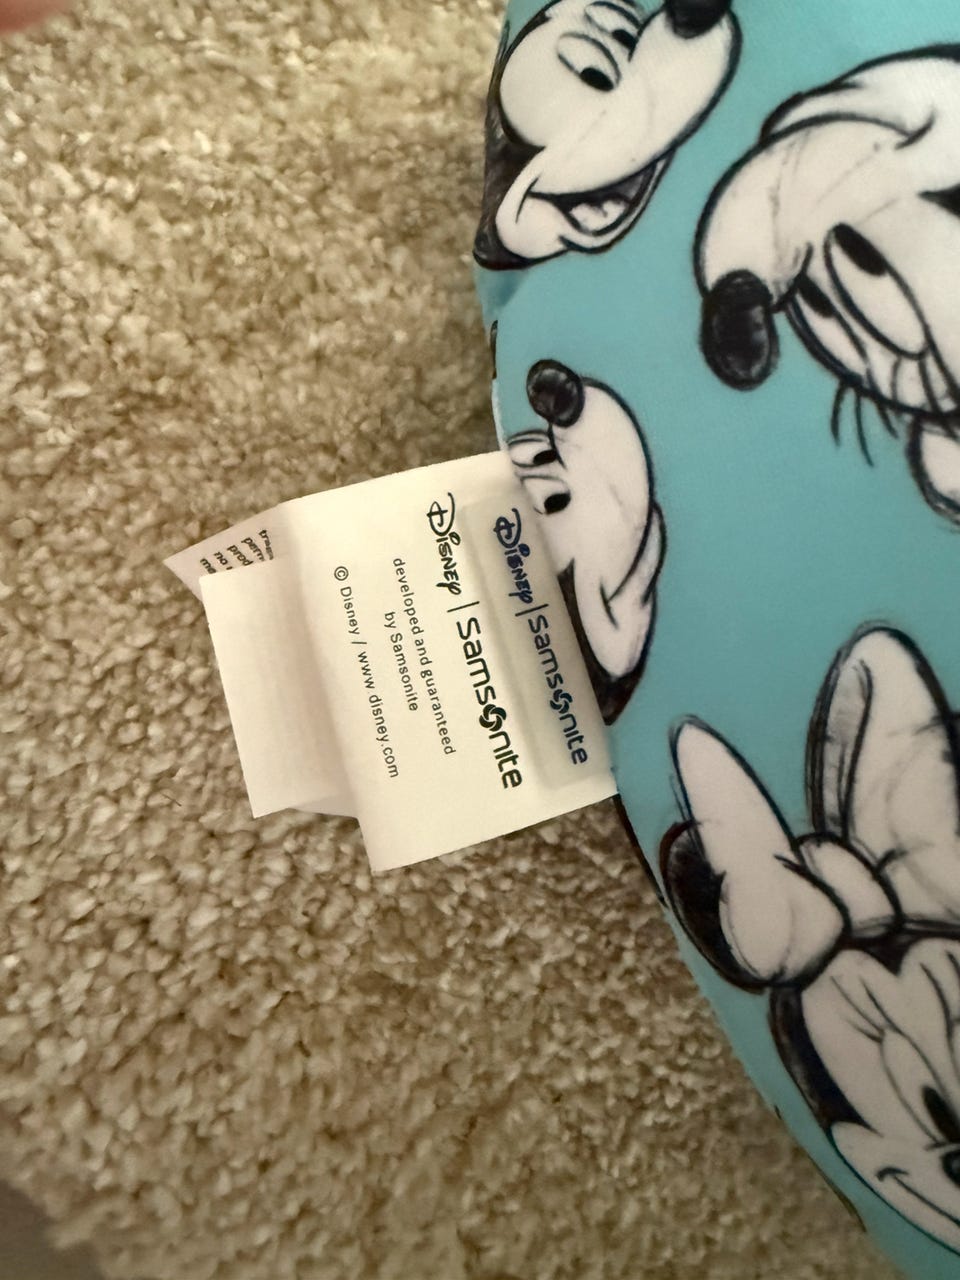 Disney | Samsonite
Disney | Samsonite
developed and guaranteed
by Samsonite
© Disney / www disney.com